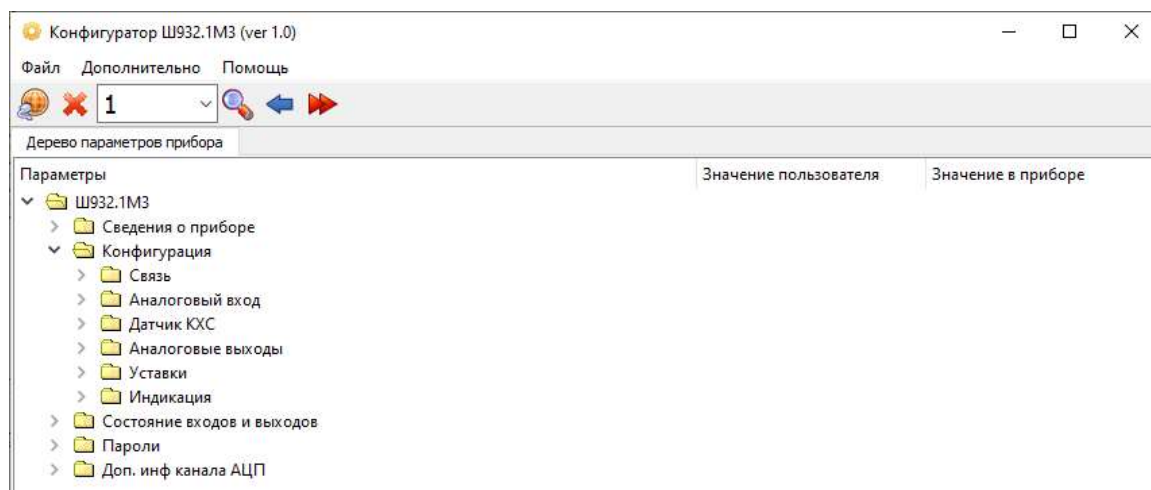 Конфигуратор Ш932.1М3 (ver 1.0)
Файл Дополнительно Помощь
1
Дерево параметров прибора
Параметры Значение пользователя Значение в приборе
Ш932.1М3
Сведения о приборе
Конфигурация
Связь
Аналоговый вход
Датчик КХС
Аналоговые выходы
Уставки
Индикация
Состояние входов и выходов
Пароли
Доп. инф канала АЦП